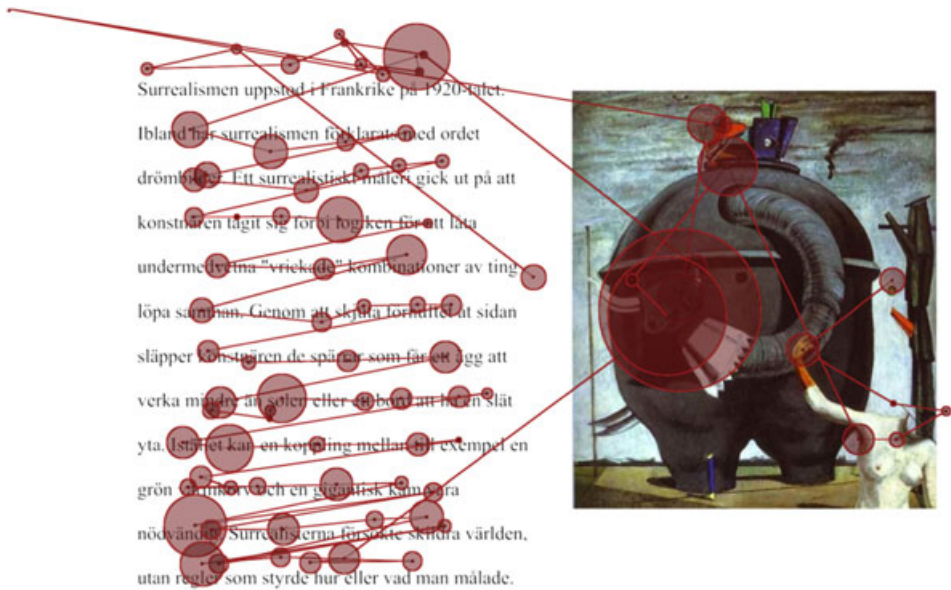 Surrealismen uppstod i Frankrike på 1920-talet.
Ibland har surrealismen förklarats med ordet
drömbilder. Ett surrealistiskt måleri gick ut på att
konstnären tagit sig förbi logiken för att låta
undermedvetna "vrickade" kombinationer av ting
löpa samman. Genom att skjuta förnuftet åt sidan
släpper konstnären de spärrar som får ett ägg att
verka mindre än solen eller ett bord att ha en slät
yta. Istället kan en koppling mellan till exempel en
grön varmkorv och en gigantisk kam vara
nödvändig. Surrealisterna försökte skildra världen,
utan regler som styrde hur eller vad man målade.